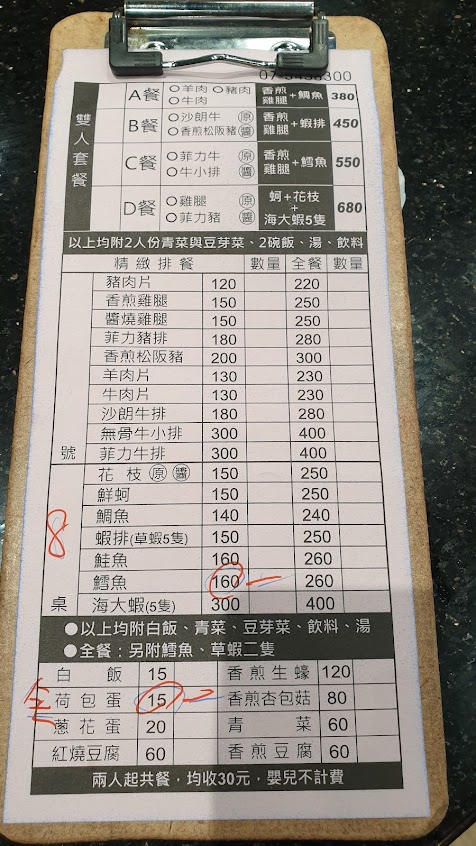 07-5458300
雙人套餐
A餐 ○羊肉 ○豬肉 ○牛肉 香煎雞腿+鯛魚 380
B餐 ○沙朗牛 原 ○香煎松阪豬 醬 香煎雞腿+蝦排 450
C餐 ○菲力牛 原 ○牛小排 醬 香煎雞腿+鱈魚 550
D餐 ○雞腿 原 ○菲力豬 醬 蚵+花枝+海大蝦5隻 680
以上均附2人份青菜與豆芽菜、2碗飯、湯、飲料
精緻排餐 數量 全餐 數量
豬肉片 120 220
香煎雞腿 150 250
醬燒雞腿 150 250
菲力豬排 180 280
香煎松阪豬 200 300
羊肉片 130 230
牛肉片 130 230
沙朗牛排 180 280
無骨牛小排 300 400
號 菲力牛排 300 400
花枝 原 醬 150 250
鮮蚵 150 250
鯛魚 140 240
8 蝦排(草蝦5隻) 150 250
鮭魚 160 260
鱈魚 160 260
桌 海大蝦(5隻) 300 400
●以上均附白飯、青菜、豆芽菜、飲料、湯
●全餐：另附鱈魚、草蝦二隻
白飯 15 香煎生蠔 120
荷包蛋 15 香煎杏包菇 80
蔥花蛋 20 青菜 60
紅燒豆腐 60 香煎豆腐 60
兩人起共餐，均收30元，嬰兒不計費